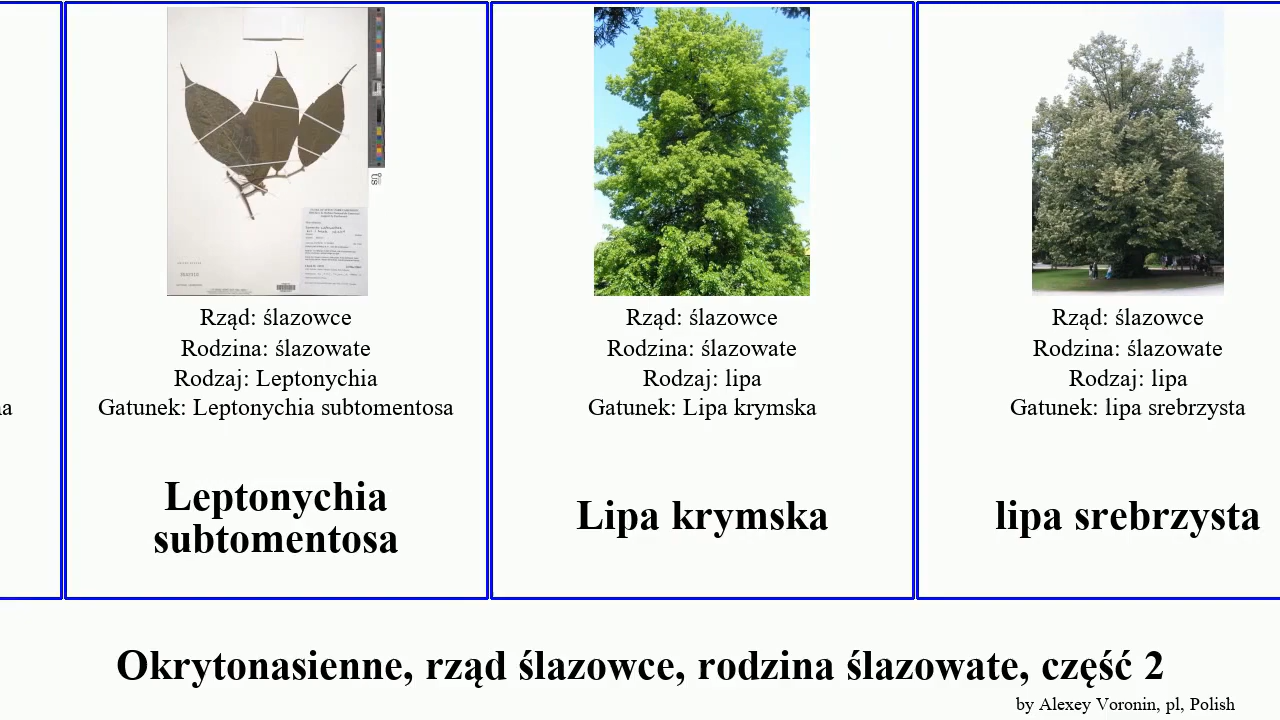 US
Rząd: ślazowce
Rodzina: ślazowate
Rodzaj: Leptonychia
Gatunek: Leptonychia subtomentosa
Leptonychia
subtomentosa
Rząd: ślazowce
Rodzina: ślazowate
Rodzaj: lipa
Gatunek: Lipa krymska
Lipa krymska
Rząd: ślazowce
Rodzina: ślazowate
Rodzaj: lipa
Gatunek: lipa srebrzysta
lipa srebrzysta
Okrytonasienne, rząd ślazowce, rodzina ślazowate, część 2
by Alexey Voronin, pl, Polish